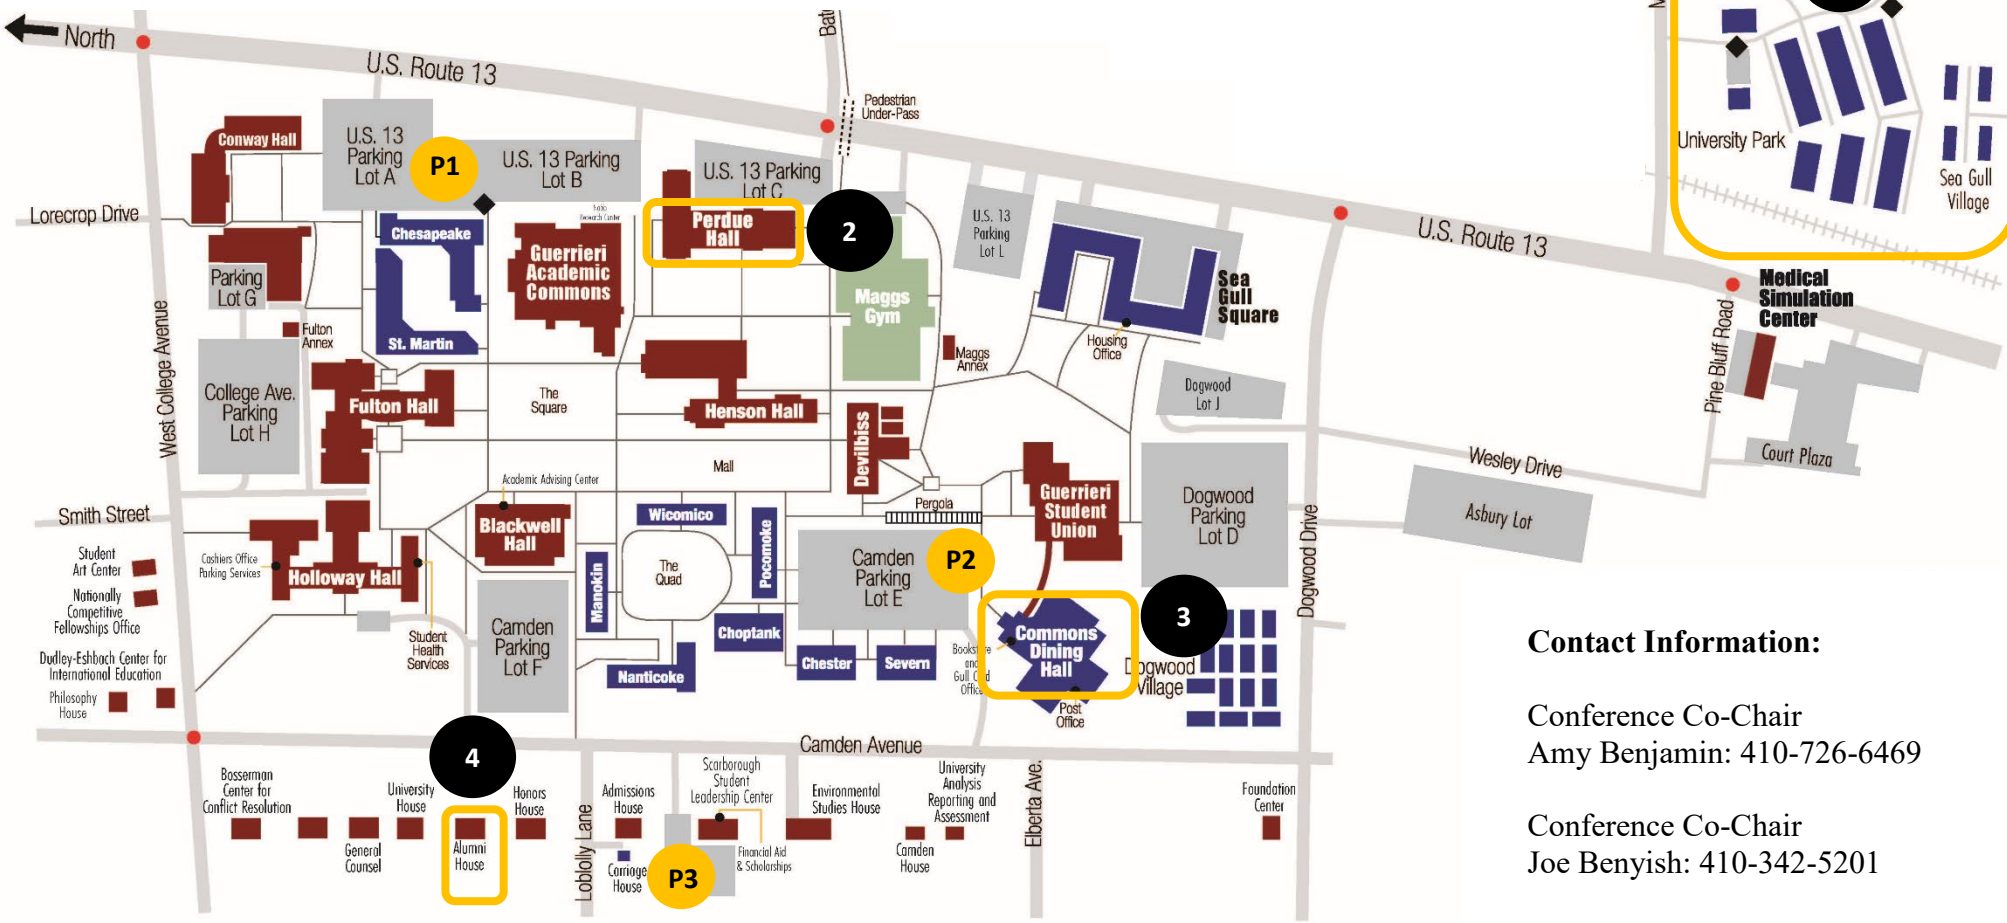 North
U.S. Route 13
Pedestrian
Under-Pass
Conway Hall
U.S. 13
Parking
Lot A
P1
U.S. 13 Parking
Lot B
U.S. 13 Parking
Lot C
Perdue
Hall
2
Lorecrop Drive
Chesapeake
Research Center
Guerrieri
Academic
Commons
Parking
Lot G
St. Martin
Fulton
Annex
West College Avenue
College Ave.
Parking
Lot H
Fulton Hall
The
Square
Henson Hall
Maggs
Gym
Maggs
Annex
U.S. 13
Parking
Lot L
Sea
Gull
Square
Housing
Office
Dogwood
Lot J
U.S. Route 13
University Park
Sea Gull
Village
Medical
Simulation
Center
Pine Bluff Road
Court Plaza
Wesley Drive
Asbury Lot
Devilbiss
Mall
Academic Advising Center
Blackwell
Hall
Wicomico
Pocomoke
Pergola
Guerrieri
Student
Union
Dogwood
Parking
Lot D
Dogwood Drive
Smith Street
Student
Art Center
Nationally
Competitive
Fellowships Office
Dudley-Eshbach Center for
International Education
Philosophy
House
Cashiers Office
Parking Services
Holloway Hall
Student
Health
Services
Camden
Parking
Lot F
Manokin
The
Quad
Choptank
Nanticoke
Camden
Parking
Lot E
P2
Chester
Severn
Bookstore
and
Gull Card
Office
Commons
Dining
Hall
3
Dogwood
Village
Post
Office
Camden Avenue
4
Bosserman
Center for
Conflict Resolution
General
Counsel
University
House
Alumni
House
Honors
House
Loblolly Lane
Admissions
House
Carriage
House
P3
Scarborough
Student
Leadership Center
Financial Aid
& Scholarships
Environmental
Studies House
Camden
House
University
Analysis
Reporting and
Assessment
Elberta Ave.
Foundation
Center
Contact Information:
Conference Co-Chair
Amy Benjamin: 410-726-6469
Conference Co-Chair
Joe Benyish: 410-342-5201